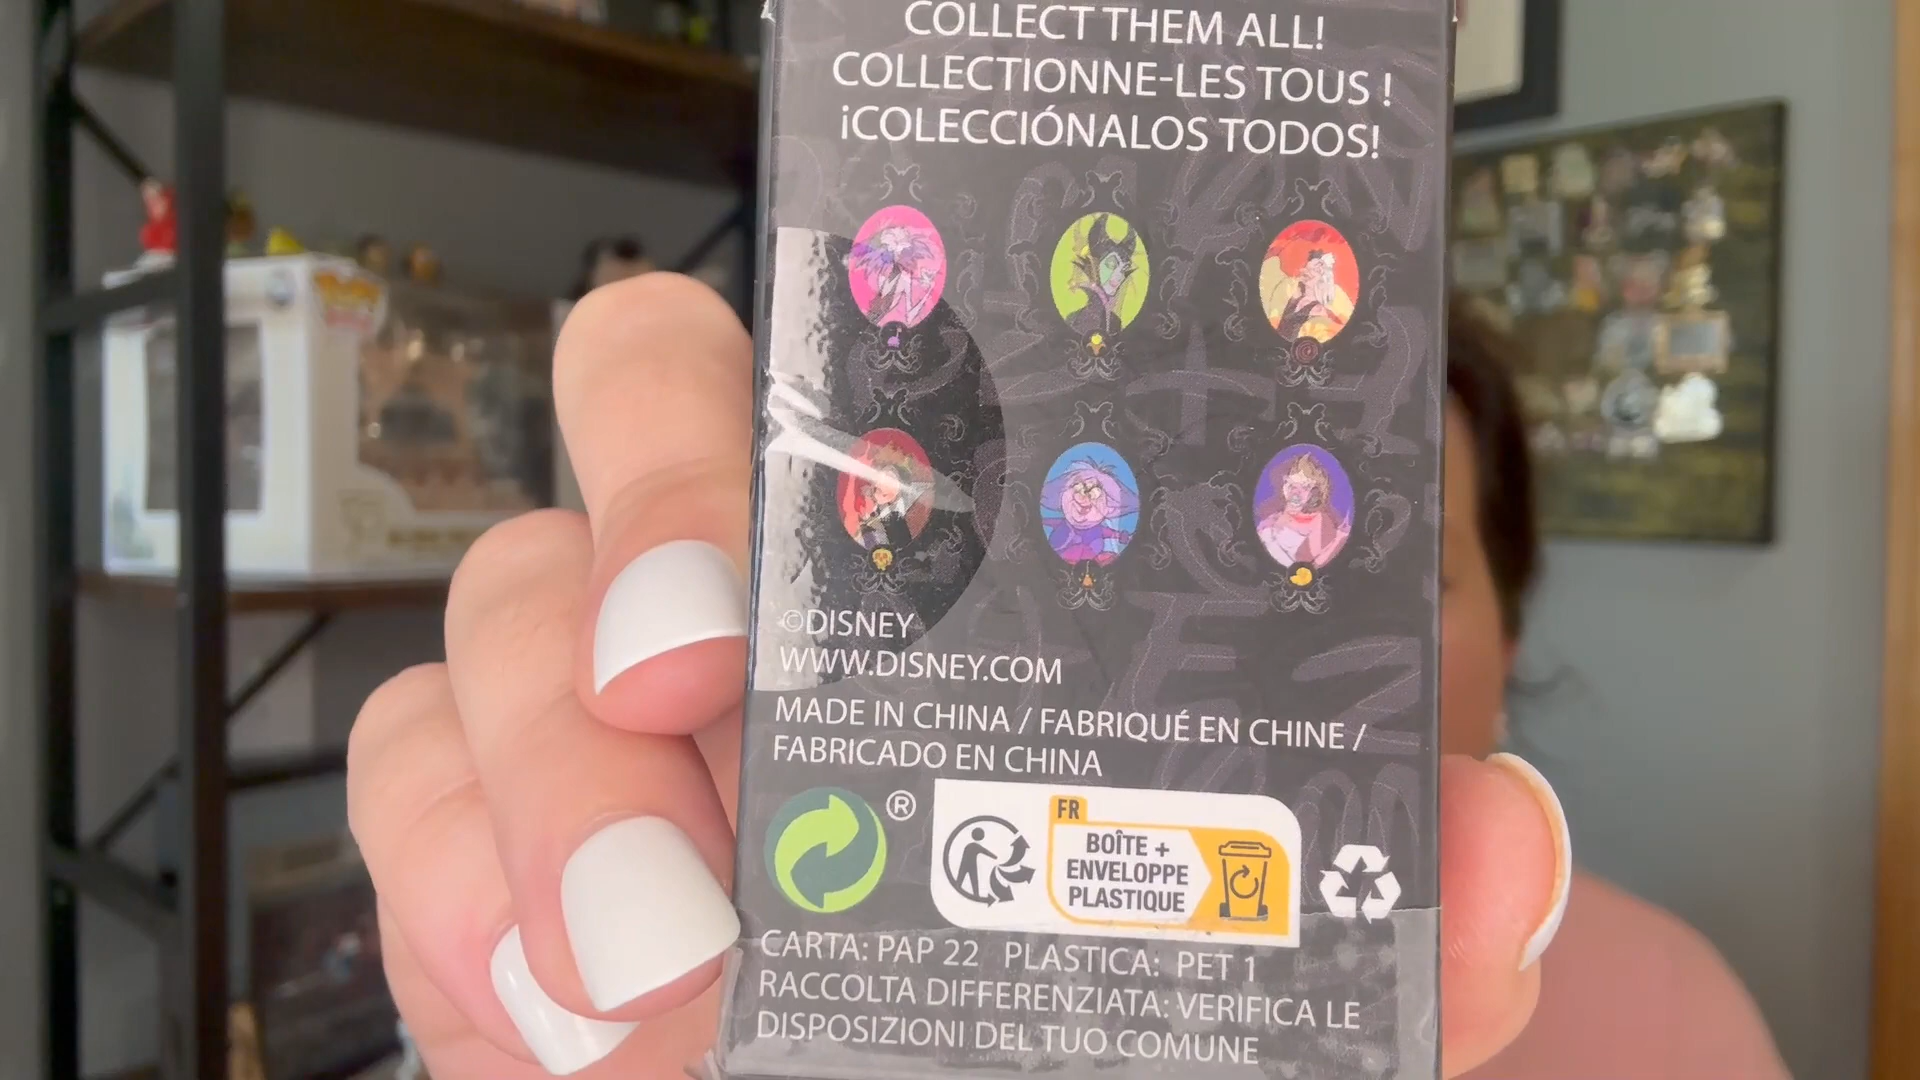 COLLECT THEM ALL!
COLLECTIONNE-LES TOUS !
¡COLECCIÓNALOS TODOS!
©DISNEY
WWW.DISNEY.COM
MADE IN CHINA / FABRIQUÉ EN CHINE /
FABRICADO EN CHINA
®
FR
BOÎTE +
ENVELOPPE
PLASTIQUE
CARTA: PAP 22 PLASTICA: PET 1
RACCOLTA DIFFERENZIATA: VERIFICA LE
DISPOSIZIONI DEL TUO COMUNE